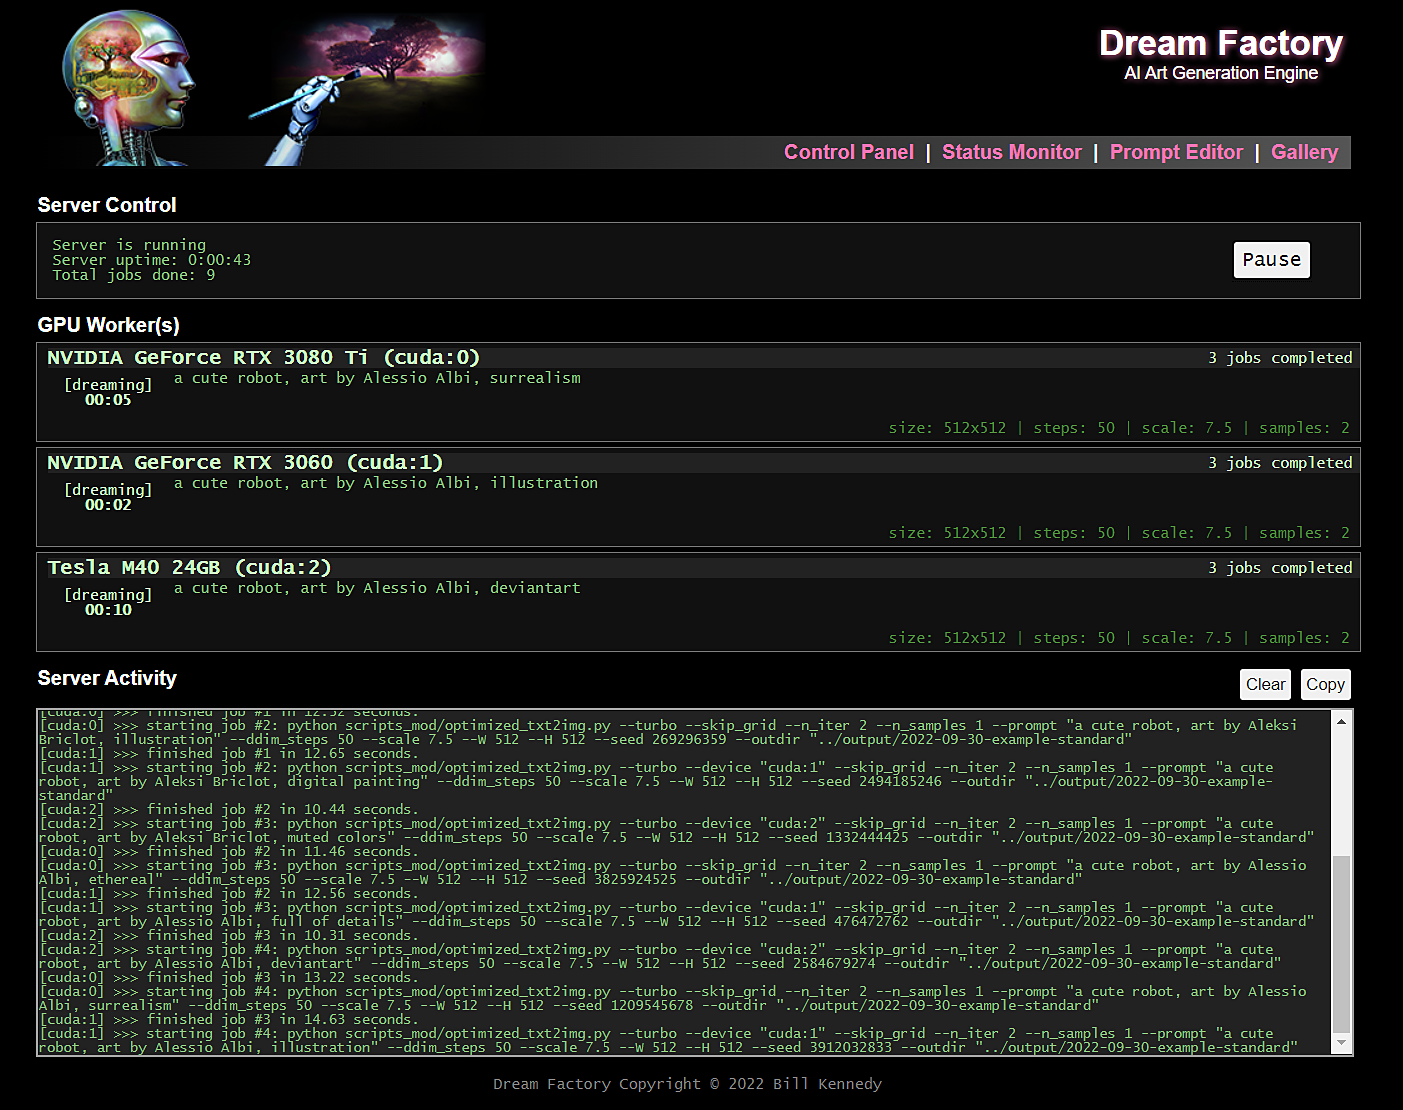 Dream Factory
AI Art Generation Engine
Control Panel | Status Monitor | Prompt Editor | Gallery
Server Control
Server is running
Server uptime: 0:00:43
Total jobs done: 9
Pause
GPU Worker(s)
NVIDIA GeForce RTX 3080 Ti (cuda:0)
3 jobs completed
[dreaming]
00:05
a cute robot, art by Alessio Albi, surrealism
size: 512x512 | steps: 50 | scale: 7.5 | samples: 2
NVIDIA GeForce RTX 3060 (cuda:1)
3 jobs completed
[dreaming]
00:02
a cute robot, art by Alessio Albi, illustration
size: 512x512 | steps: 50 | scale: 7.5 | samples: 2
Tesla M40 24GB (cuda:2)
3 jobs completed
[dreaming]
00:10
a cute robot, art by Alessio Albi, deviantart
size: 512x512 | steps: 50 | scale: 7.5 | samples: 2
Server Activity
Clear
Copy
[cuda:0] >>> finished job #1 in 12.52 seconds.
[cuda:0] >>> starting job #2: python scripts_mod/optimized_txt2img.py --turbo --skip_grid --n_iter 2 --n_samples 1 --prompt "a cute robot, art by Aleksi
Briclot, illustration" --ddim_steps 50 --scale 7.5 --W 512 --H 512 --seed 269296359 --outdir "../output/2022-09-30-example-standard"
[cuda:1] >>> finished job #1 in 12.65 seconds.
[cuda:1] >>> starting job #2: python scripts_mod/optimized_txt2img.py --turbo --device "cuda:1" --skip_grid --n_iter 2 --n_samples 1 --prompt "a cute
robot, art by Aleksi Briclot, digital painting" --ddim_steps 50 --scale 7.5 --W 512 --H 512 --seed 2494185246 --outdir "../output/2022-09-30-example-
standard"
[cuda:2] >>> finished job #2 in 10.44 seconds.
[cuda:2] >>> starting job #3: python scripts_mod/optimized_txt2img.py --turbo --device "cuda:2" --skip_grid --n_iter 2 --n_samples 1 --prompt "a cute
robot, art by Aleksi Briclot, muted colors" --ddim_steps 50 --scale 7.5 --W 512 --H 512 --seed 1332444425 --outdir "../output/2022-09-30-example-standard"
[cuda:0] >>> finished job #2 in 11.46 seconds.
[cuda:0] >>> starting job #3: python scripts_mod/optimized_txt2img.py --turbo --skip_grid --n_iter 2 --n_samples 1 --prompt "a cute robot, art by Alessio
Albi, ethereal" --ddim_steps 50 --scale 7.5 --W 512 --H 512 --seed 3825924525 --outdir "../output/2022-09-30-example-standard"
[cuda:1] >>> finished job #2 in 12.56 seconds.
[cuda:1] >>> starting job #3: python scripts_mod/optimized_txt2img.py --turbo --device "cuda:1" --skip_grid --n_iter 2 --n_samples 1 --prompt "a cute
robot, art by Alessio Albi, full of details" --ddim_steps 50 --scale 7.5 --W 512 --H 512 --seed 476472762 --outdir "../output/2022-09-30-example-standard"
[cuda:2] >>> finished job #3 in 10.31 seconds.
[cuda:2] >>> starting job #4: python scripts_mod/optimized_txt2img.py --turbo --device "cuda:2" --skip_grid --n_iter 2 --n_samples 1 --prompt "a cute
robot, art by Alessio Albi, deviantart" --ddim_steps 50 --scale 7.5 --W 512 --H 512 --seed 2584679274 --outdir "../output/2022-09-30-example-standard"
[cuda:0] >>> finished job #3 in 13.22 seconds.
[cuda:0] >>> starting job #4: python scripts_mod/optimized_txt2img.py --turbo --skip_grid --n_iter 2 --n_samples 1 --prompt "a cute robot, art by Alessio
Albi, surrealism" --ddim_steps 50 --scale 7.5 --W 512 --H 512 --seed 1209545678 --outdir "../output/2022-09-30-example-standard"
[cuda:1] >>> finished job #3 in 14.63 seconds.
[cuda:1] >>> starting job #4: python scripts_mod/optimized_txt2img.py --turbo --device "cuda:1" --skip_grid --n_iter 2 --n_samples 1 --prompt "a cute
robot, art by Alessio Albi, illustration" --ddim_steps 50 --scale 7.5 --W 512 --H 512 --seed 3912032833 --outdir "../output/2022-09-30-example-standard"
Dream Factory Copyright © 2022 Bill Kennedy